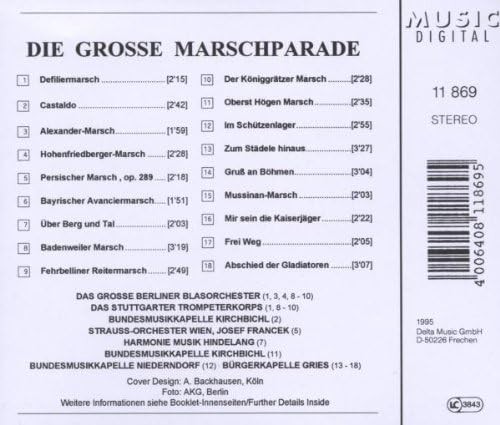 MUSIC
DIGITAL
DIE GROSSE MARSCHPARADE
11 869
STEREO
1 Defiliermarsch [2'15]
2 Castaldo [2'42]
3 Alexander-Marsch [1'59]
4 Hohenfriedberger-Marsch [2'28]
5 Persischer Marsch , op. 289 [2'18]
6 Bayrischer Avanciermarsch [1'51]
7 Über Berg und Tal [2'03]
8 Badenweiler Marsch [3'19]
9 Fehrbelliner Reitermarsch [2'49]
10 Der Königgrätzer Marsch [2'28]
11 Oberst Högen Marsch [2'35]
12 Im Schützenlager [2'55]
13 Zum Städele hinaus [3'27]
14 Gruß an Böhmen [3'04]
15 Mussinan-Marsch [2'03]
16 Mir sein die Kaiserjäger [2'22]
17 Frei Weg [2'05]
18 Abschied der Gladiatoren [3'07]
DAS GROSSE BERLINER BLASORCHESTER (1, 3, 4, 8 - 10)
DAS STUTTGARTER TROMPETERKORPS (1, 8 - 10)
BUNDESMUSIKKAPELLE KIRCHBICHL (2)
STRAUSS-ORCHESTER WIEN, JOSEF FRANCEK (5)
HARMONIE MUSIK HINDELANG (7)
BUNDESMUSIKKAPELLE KIRCHBICHL (11)
BUNDESMUSIKKAPELLE NIEDERNDORF (12) BÜRGERKAPELLE GRIES (13 - 18)
Cover Design: A. Backhausen, Köln
Foto: AKG, Berlin
Weitere Informationen siehe Booklet-Innenseiten/Further Details Inside
4 006408 118695
1995
Delta Music GmbH
D-50226 Frechen
LC 3843